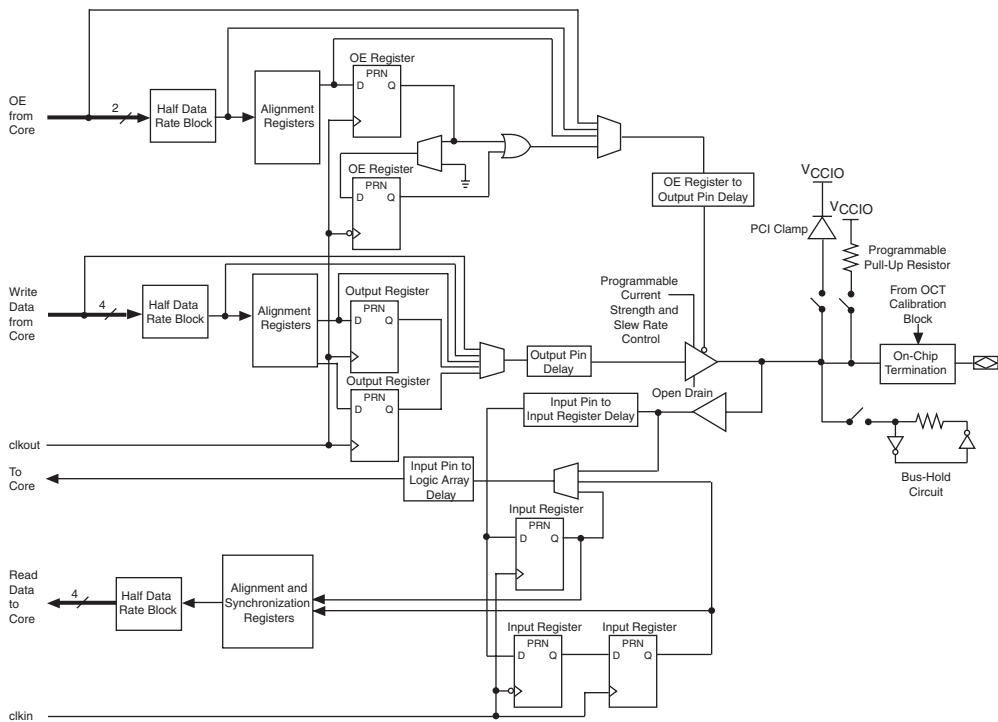 OE Register
PRN
D Q
OE
from
Core
2
Half Data
Rate Block
Alignment
Registers
OE Register
PRN
D Q
OE Register to
Output Pin Delay
VCCIO
VCCIO
PCI Clamp
Programmable
Pull-Up Resistor
From OCT
Calibration
Block
On-Chip
Termination
Write
Data
from
Core
4
Half Data
Rate Block
Alignment
Registers
Output Register
PRN
D Q
Output Register
PRN
D Q
Programmable
Current
Strength and
Slew Rate
Control
Output Pin
Delay
Open Drain
Input Pin to
Input Register Delay
clkout
Bus-Hold
Circuit
To
Core
Input Pin to
Logic Array
Delay
Input Register
PRN
D Q
Read
Data
to
Core
4
Half Data
Rate Block
Alignment and
Synchronization
Registers
Input Register
PRN
D Q
Input Register
PRN
D Q
clkin